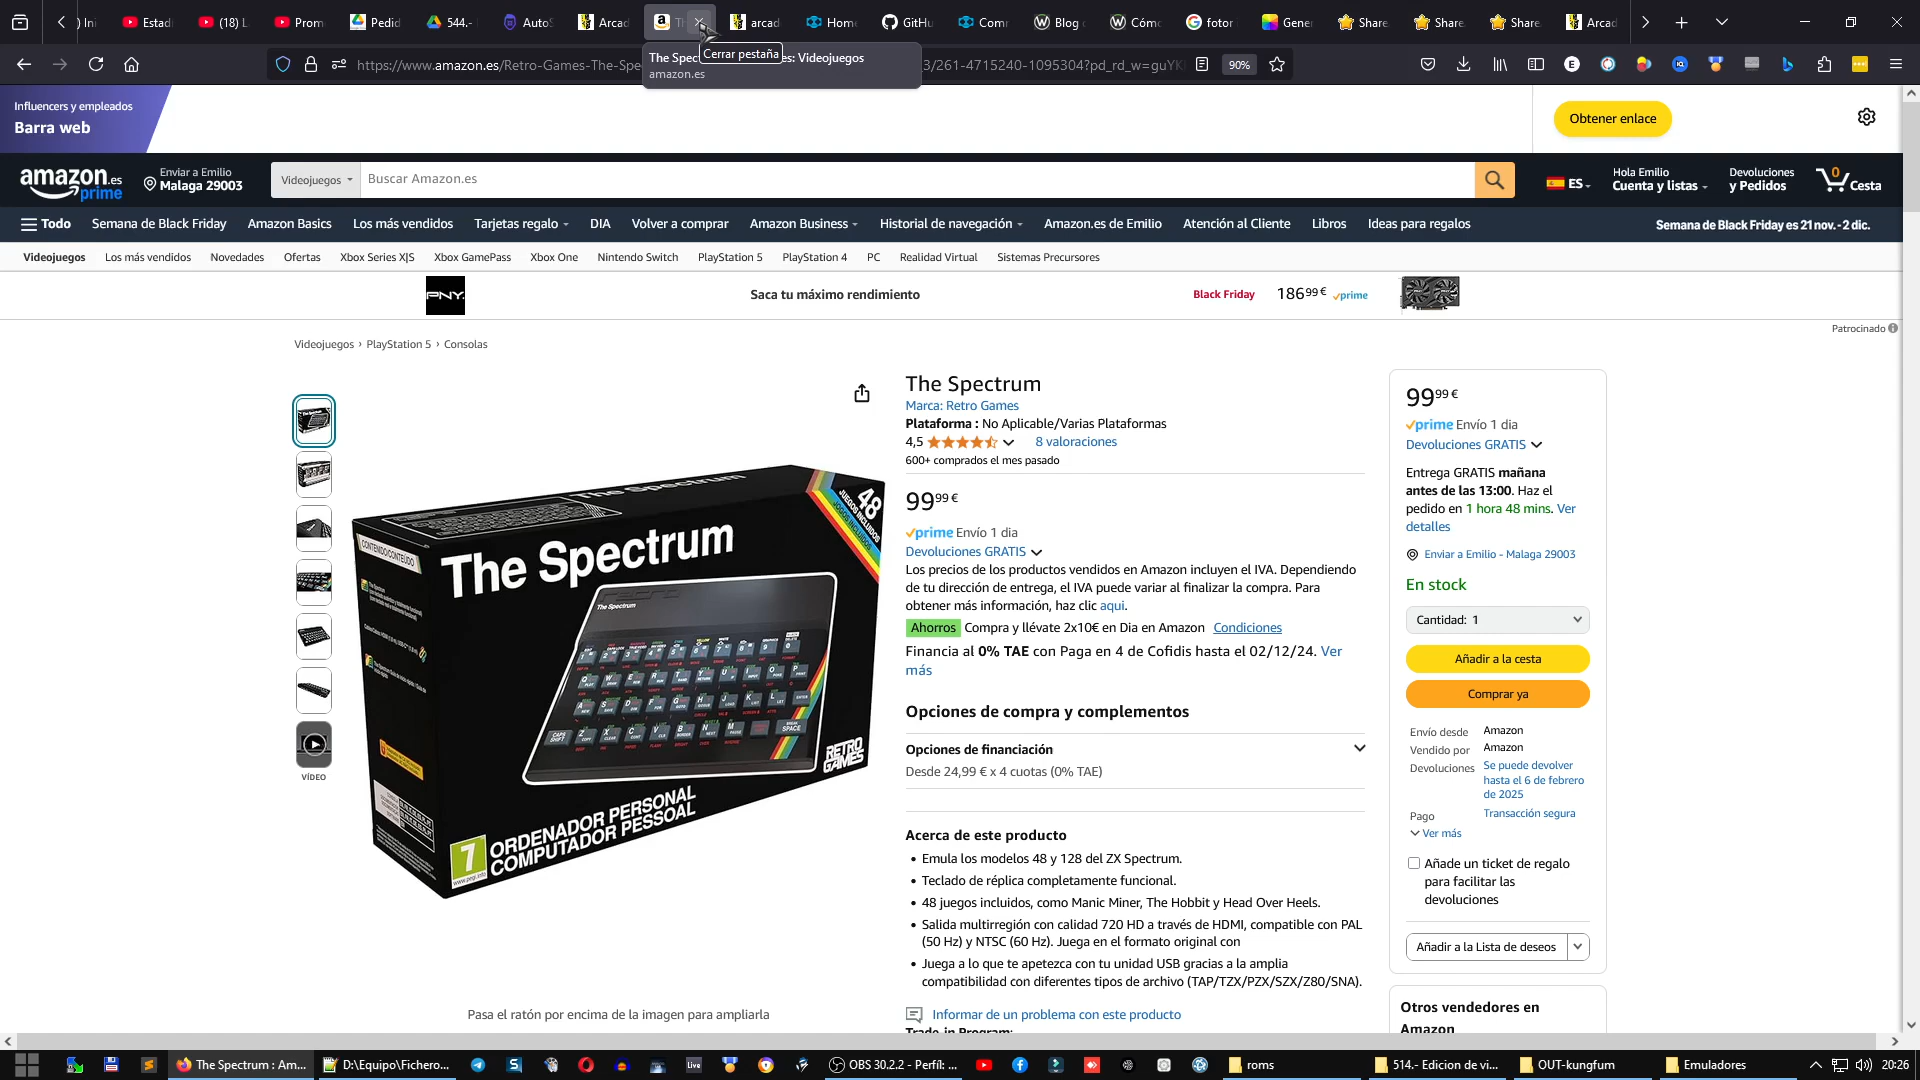 Estadi
(18) L
Prom
Pedid
544.-
AutoS
Arcad
arcad
Home
GitHu
Comm
Blog
Cómo
fotor
Gener
Share
Share
Share
Arcad
Cerrar pestaña
The Spec
es: Videojuegos
amazon.es
https://www.amazon.es/Retro-Games-The-Spe
3/261-4715240-1095304?pd_rd_w=guYK
90%
Influencers y empleados
Barra web
Obtener enlace
amazon.es
prime
Enviar a Emilio
Malaga 29003
Videojuegos
Buscar Amazon.es
ES
Hola Emilio
Cuenta y listas
Devoluciones
y Pedidos
0
Cesta
Todo
Semana de Black Friday
Amazon Basics
Los más vendidos
Tarjetas regalo
DIA
Volver a comprar
Amazon Business
Historial de navegación
Amazon.es de Emilio
Atención al Cliente
Libros
Ideas para regalos
Semana de Black Friday es 21 nov. - 2 dic.
Videojuegos
Los más vendidos
Novedades
Ofertas
Xbox Series X|S
Xbox GamePass
Xbox One
Nintendo Switch
PlayStation 5
PlayStation 4
PC
Realidad Virtual
Sistemas Precursores
PNY
Saca tu máximo rendimiento
Black Friday
186,99 €
prime
Patrocinado
Videojuegos › PlayStation 5 › Consolas
The Spectrum
Marca: Retro Games
Plataforma : No Aplicable/Varias Plataformas
4,5
8 valoraciones
600+ comprados el mes pasado
99,99 €
prime Envío 1 dia
Devoluciones GRATIS
Los precios de los productos vendidos en Amazon incluyen el IVA. Dependiendo
de tu dirección de entrega, el IVA puede variar al finalizar la compra. Para
obtener más información, haz clic aqui.
Ahorros Compra y llévate 2x10€ en Dia en Amazon Condiciones
Financia al 0% TAE con Paga en 4 de Cofidis hasta el 02/12/24. Ver
más
Opciones de compra y complementos
Opciones de financiación
Desde 24,99 € x 4 cuotas (0% TAE)
Acerca de este producto
• Emula los modelos 48 y 128 del ZX Spectrum.
• Teclado de réplica completamente funcional.
• 48 juegos incluidos, como Manic Miner, The Hobbit y Head Over Heels.
• Salida multirregión con calidad 720 HD a través de HDMI, compatible con PAL
(50 Hz) y NTSC (60 Hz). Juega en el formato original con
• Juega a lo que te apetezca con tu unidad USB gracias a la amplia
compatibilidad con diferentes tipos de archivo (TAP/TZX/PZX/SZX/Z80/SNA).
Informar de un problema con este producto
Trade-in Program:
VÍDEO
The Spectrum
48
JUEGOS INCLUIDOS
CONTENIDO/CONTEÚDO
The Spectrum
The Spectrum
CAPS SHIFT
BREAK SPACE
RETRO GAMES
7
www.pegi.info
ORDENADOR PERSONAL
COMPUTADOR PESSOAL
Pasa el ratón por encima de la imagen para ampliarla
99,99 €
prime Envío 1 dia
Devoluciones GRATIS
Entrega GRATIS mañana
antes de las 13:00. Haz el
pedido en 1 hora 48 mins. Ver
detalles
Enviar a Emilio - Malaga 29003
En stock
Cantidad: 1
Añadir a la cesta
Comprar ya
Envío desde Amazon
Vendido por Amazon
Devoluciones Se puede devolver
hasta el 6 de febrero
de 2025
Pago Transacción segura
Ver más
Añade un ticket de regalo
para facilitar las
devoluciones
Añadir a la Lista de deseos
Otros vendedores en
Amazon
The Spectrum : Am...
D:\Equipo\Fichero...
Live
OBS 30.2.2 - Perfil: ...
roms
514.- Edicion de vi...
OUT-kungfum
Emuladores
20:26